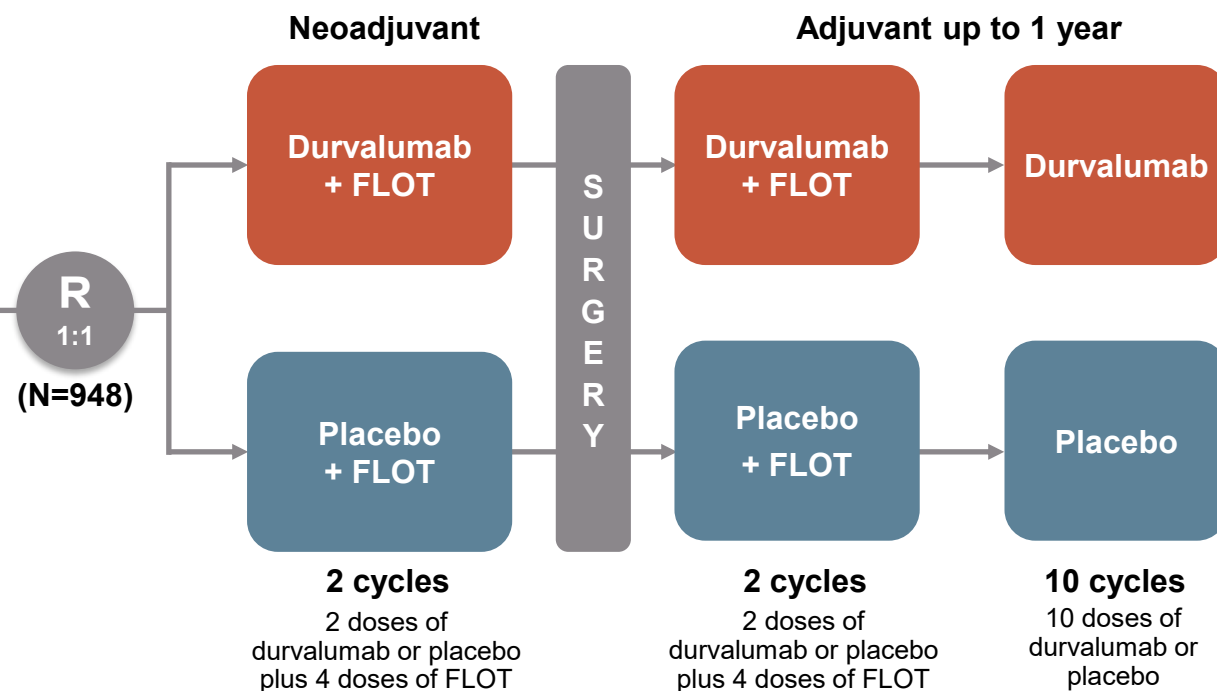 Neoadjuvant
Adjuvant up to 1 year
Durvalumab
+ FLOT
S
U
R
G
E
R
Y
Durvalumab
+ FLOT
Durvalumab
R
1:1
(N=948)
Placebo
+ FLOT
Placebo
+ FLOT
Placebo
2 cycles
2 doses of
durvalumab or placebo
plus 4 doses of FLOT
2 cycles
2 doses of
durvalumab or placebo
plus 4 doses of FLOT
10 cycles
10 doses of
durvalumab or
placebo